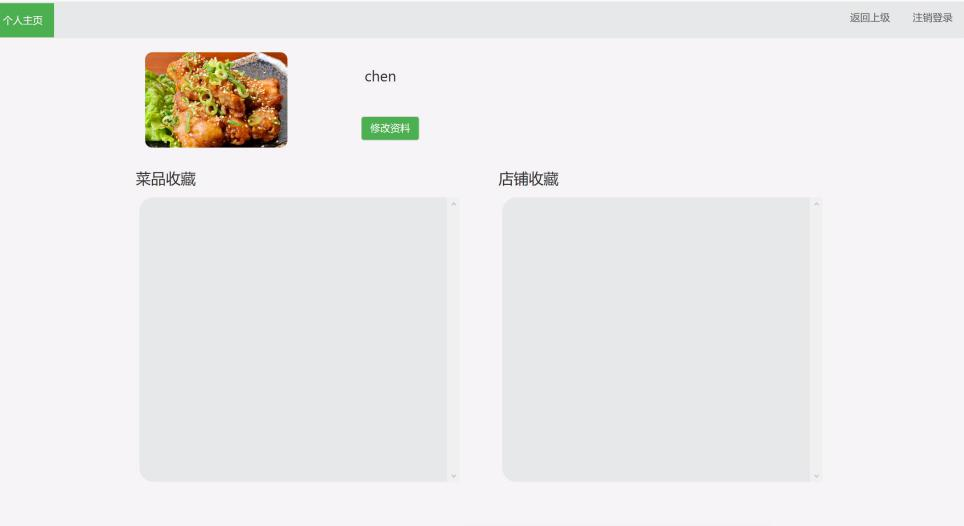 个人主页
返回上级
注销登录
chen
修改资料
菜品收藏
店铺收藏